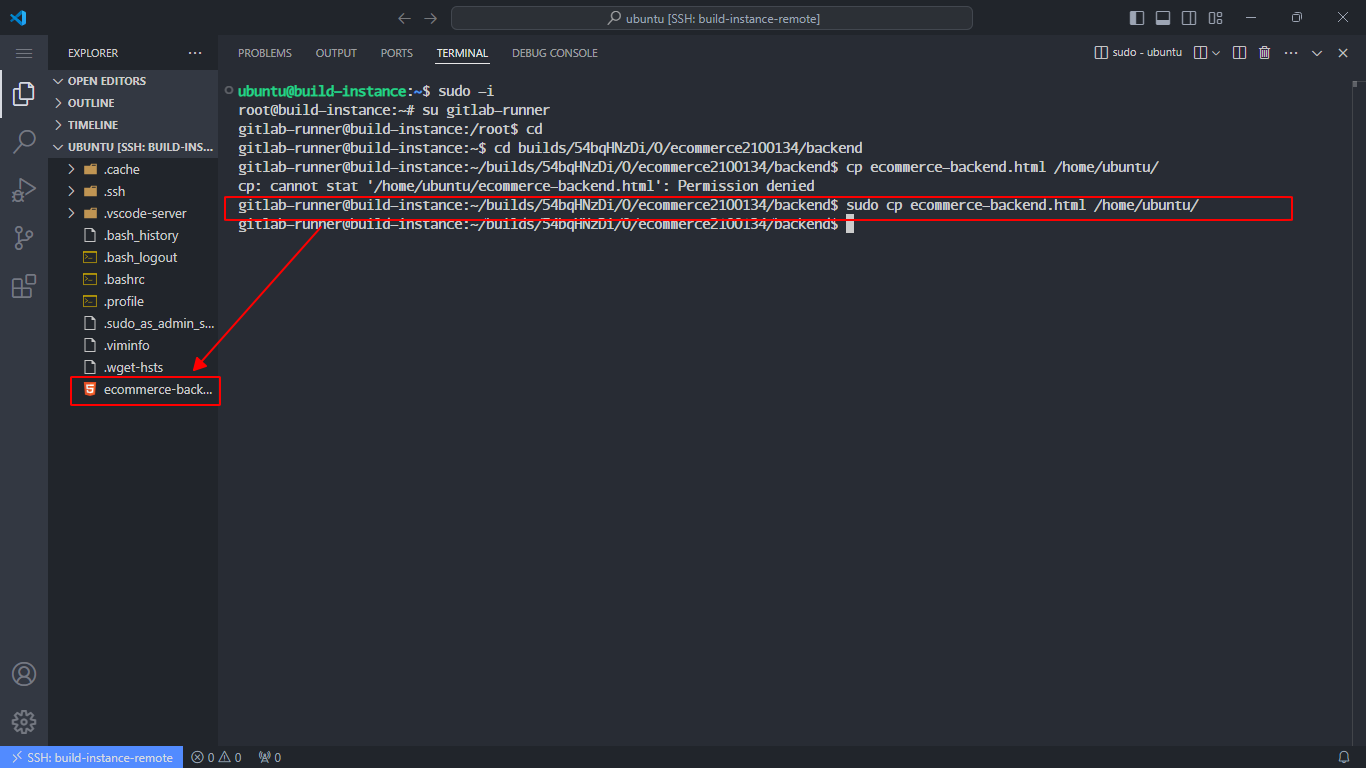 ubuntu [SSH: build-instance-remote]
EXPLORER
OPEN EDITORS
OUTLINE
TIMELINE
UBUNTU [SSH: BUILD-INS...
.cache
.ssh
.vscode-server
.bash_history
.bash_logout
.bashrc
.profile
.sudo_as_admin_s...
.viminfo
.wget-hsts
ecommerce-back...
PROBLEMS OUTPUT PORTS TERMINAL DEBUG CONSOLE
sudo - ubuntu
ubuntu@build-instance:~$ sudo -i
root@build-instance:~# su gitlab-runner
gitlab-runner@build-instance:/root$ cd
gitlab-runner@build-instance:~$ cd builds/54bqHNzDi/0/ecommerce2100134/backend
gitlab-runner@build-instance:~/builds/54bqHNzDi/0/ecommerce2100134/backend$ cp ecommerce-backend.html /home/ubuntu/
cp: cannot stat '/home/ubuntu/ecommerce-backend.html': Permission denied
gitlab-runner@build-instance:~/builds/54bqHNzDi/0/ecommerce2100134/backend$ sudo cp ecommerce-backend.html /home/ubuntu/
gitlab-runner@build-instance:~/builds/54bqHNzDi/0/ecommerce2100134/backend$
SSH: build-instance-remote 0 0 0